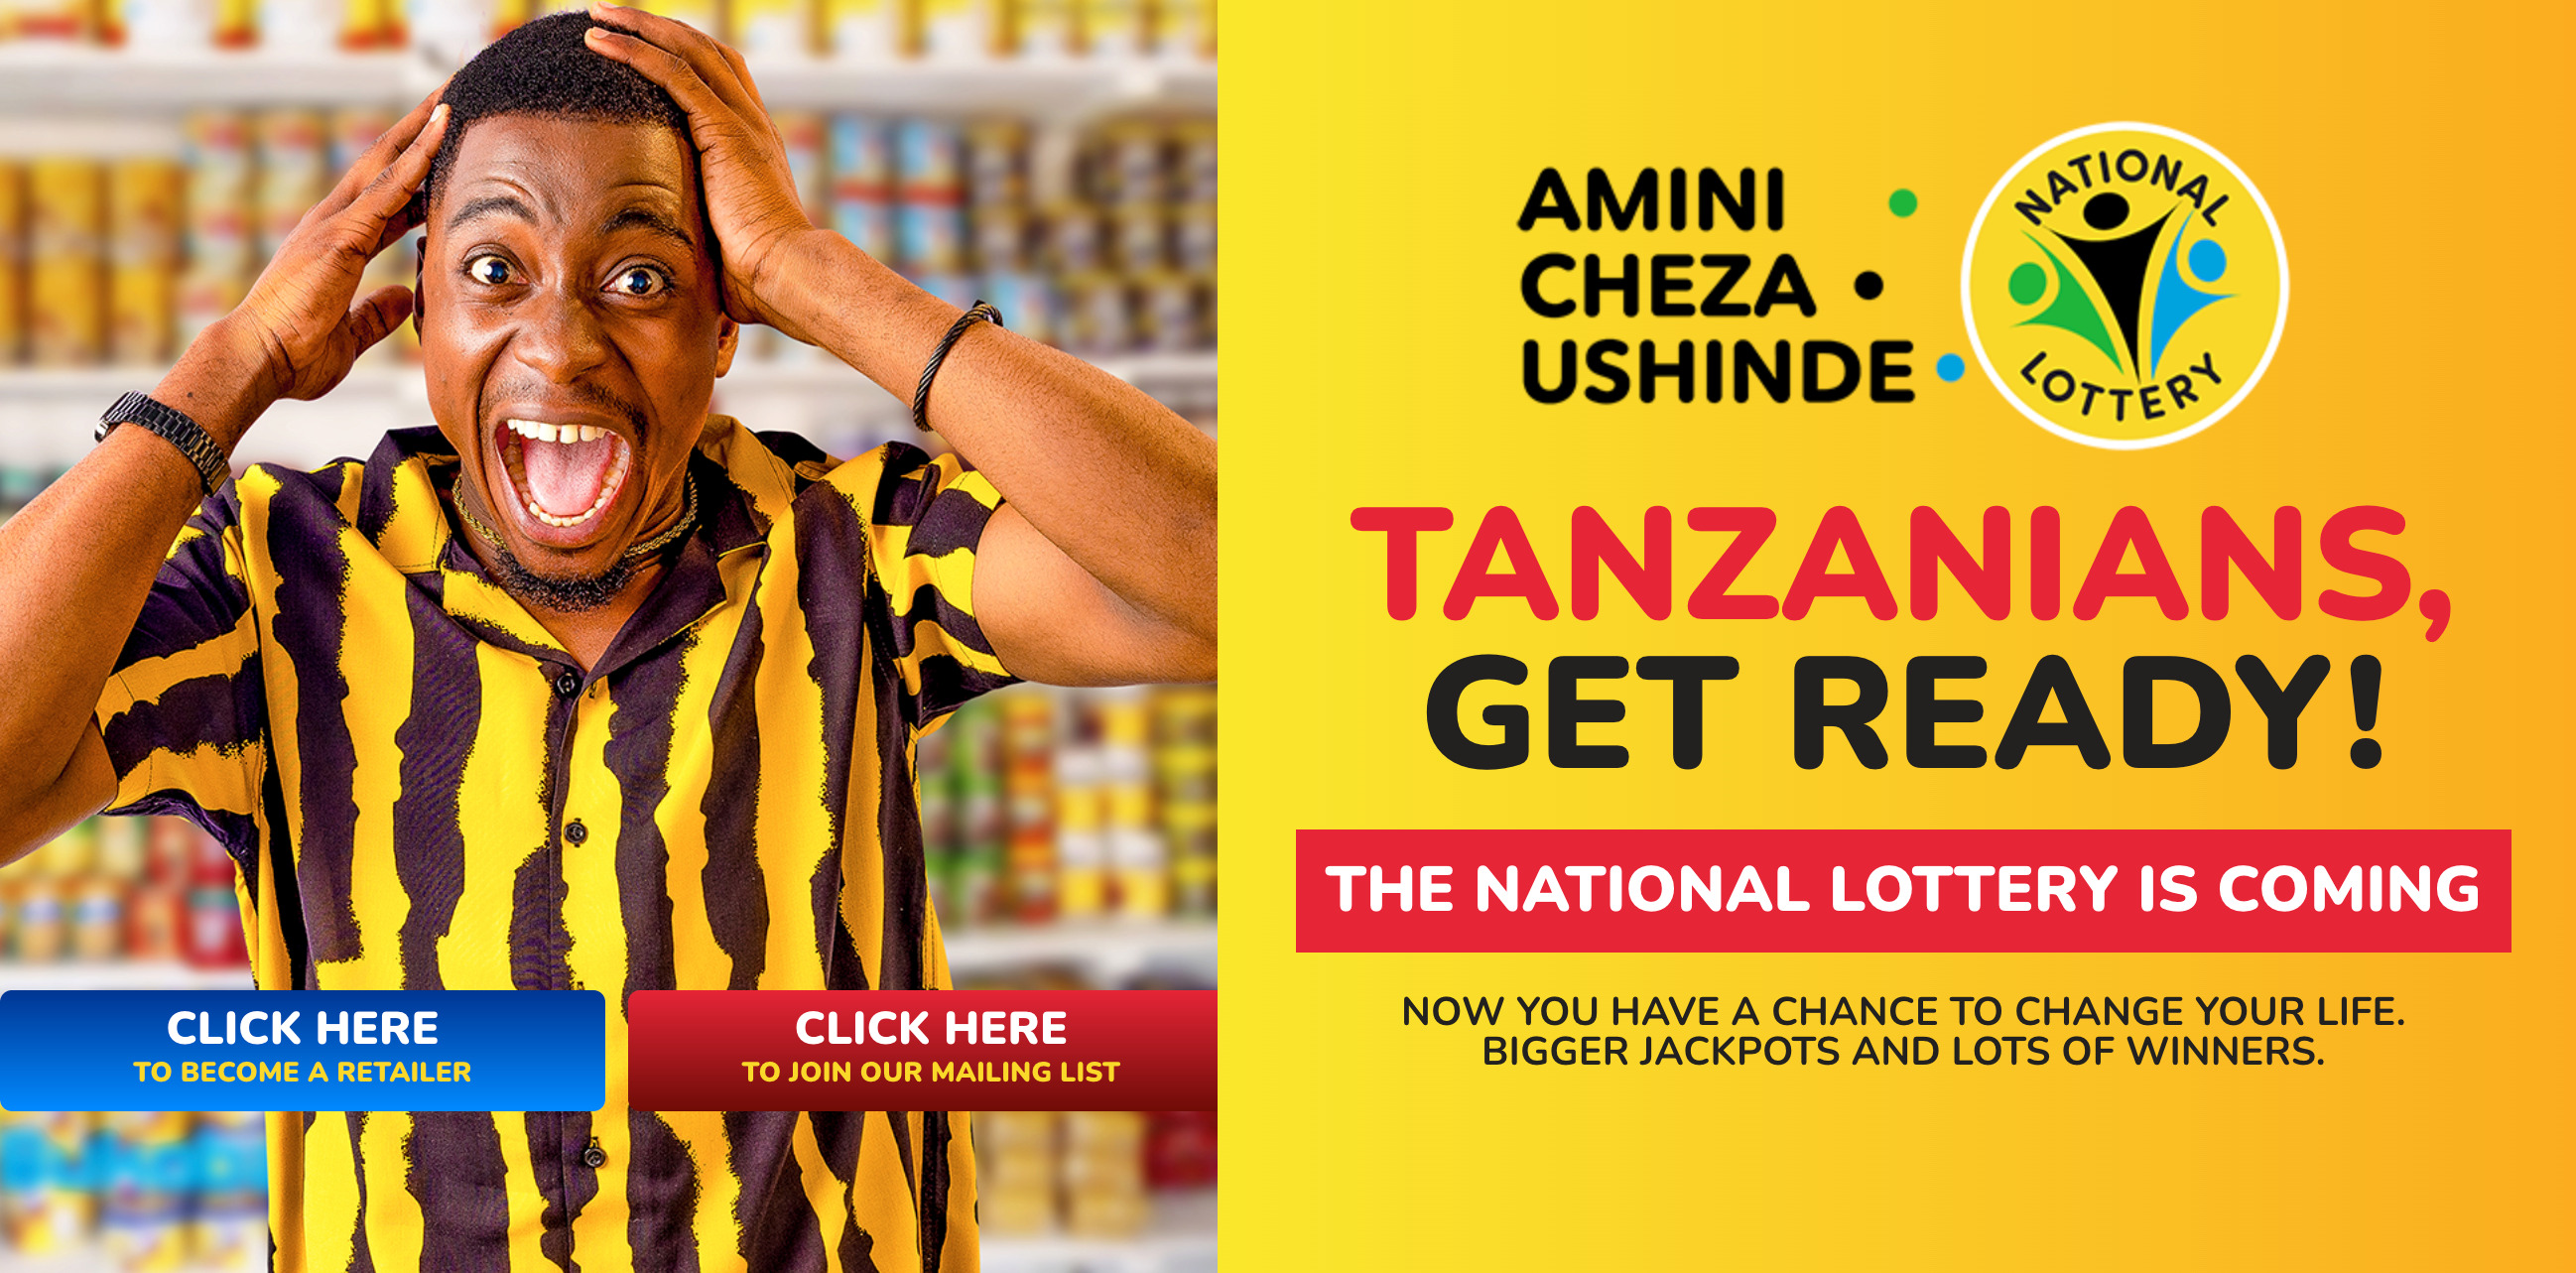 AMINI
CHEZA
USHINDE
NATIONAL
LOTTERY
TANZANIANS,
GET READY!
THE NATIONAL LOTTERY IS COMING
NOW YOU HAVE A CHANCE TO CHANGE YOUR LIFE.
BIGGER JACKPOTS AND LOTS OF WINNERS.
CLICK HERE
TO BECOME A RETAILER
CLICK HERE
TO JOIN OUR MAILING LIST